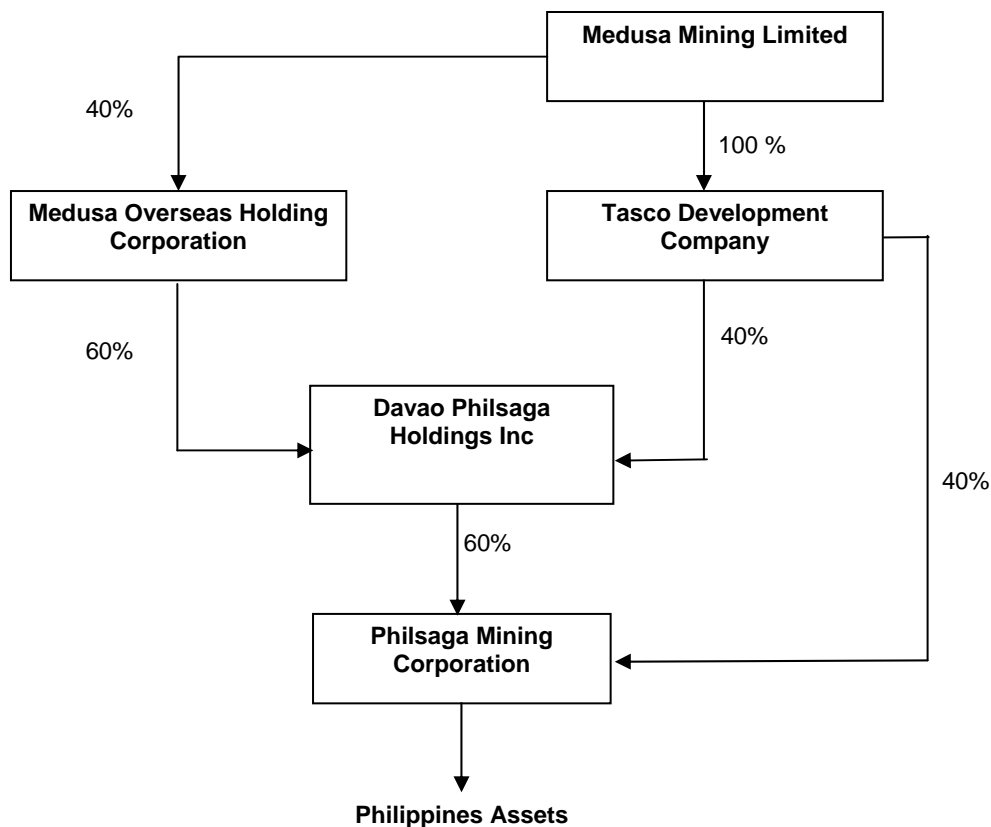 Medusa Mining Limited
40%
100 %
Medusa Overseas Holding
Corporation
Tasco Development
Company
60%
40%
Davao Philsaga
Holdings Inc
40%
60%
Philsaga Mining
Corporation
Philippines Assets